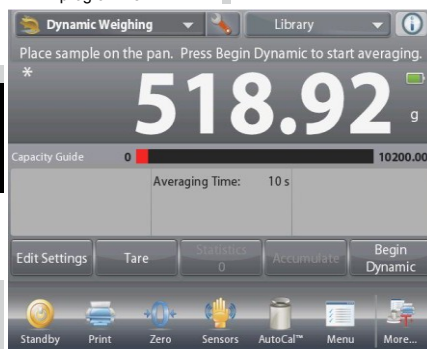 Dynamic Weighing
Library
Place sample on the pan. Press Begin Dynamic to start averaging.
*
518.92
g
Capacity Guide 0 10200.00
Averaging Time: 10 s
Edit Settings
Tare
Statistics
0
Accumulate
Begin
Dynamic
Standby
Print
Zero
Sensors
AutoCal™
Menu
More...